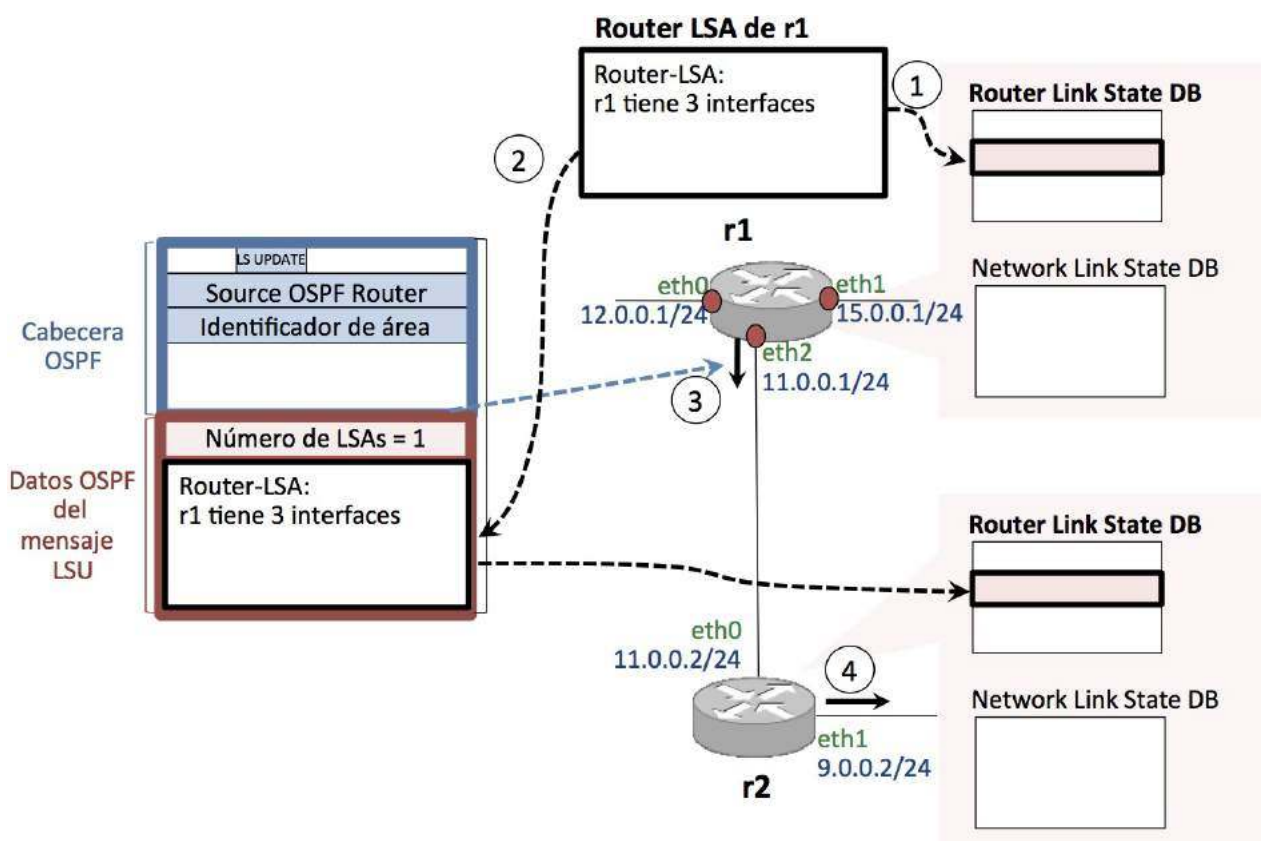 Router LSA de r1
Router-LSA:
r1 tiene 3 interfaces
1
Router Link State DB
2
r1
Network Link State DB
LS UPDATE
Source OSPF Router
Identificador de área
Cabecera
OSPF
eth0
12.0.0.1/24
eth1
15.0.0.1/24
eth2
11.0.0.1/24
3
Número de LSAs = 1
Router-LSA:
r1 tiene 3 interfaces
Datos OSPF
del
mensaje
LSU
Router Link State DB
eth0
11.0.0.2/24
4
Network Link State DB
eth1
9.0.0.2/24
r2